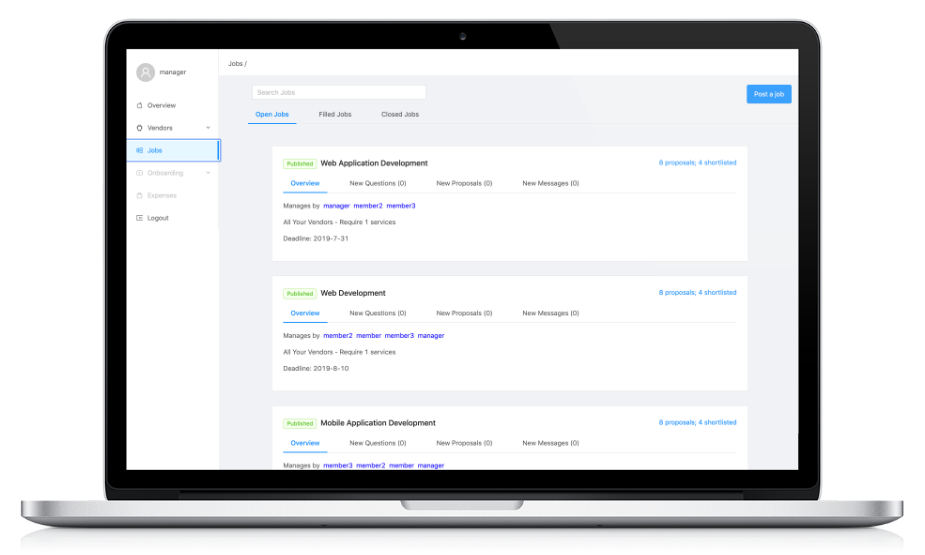 manager
Overview
Vendors
Jobs
Onboarding
Expenses
Logout
Jobs /
Search Jobs
Post a job
Open Jobs Filled Jobs Closed Jobs
Published Web Application Development 8 proposals; 4 shortlisted
Overview New Questions (0) New Proposals (0) New Messages (0)
Manages by manager member2 member3
All Your Vendors - Require 1 services
Deadline: 2019-7-31
Published Web Development 8 proposals; 4 shortlisted
Overview New Questions (0) New Proposals (0) New Messages (0)
Manages by member2 member member3 manager
All Your Vendors - Require 1 services
Deadline: 2019-8-10
Published Mobile Application Development 8 proposals; 4 shortlisted
Overview New Questions (0) New Proposals (0) New Messages (0)
Manages by member3 member2 member manager